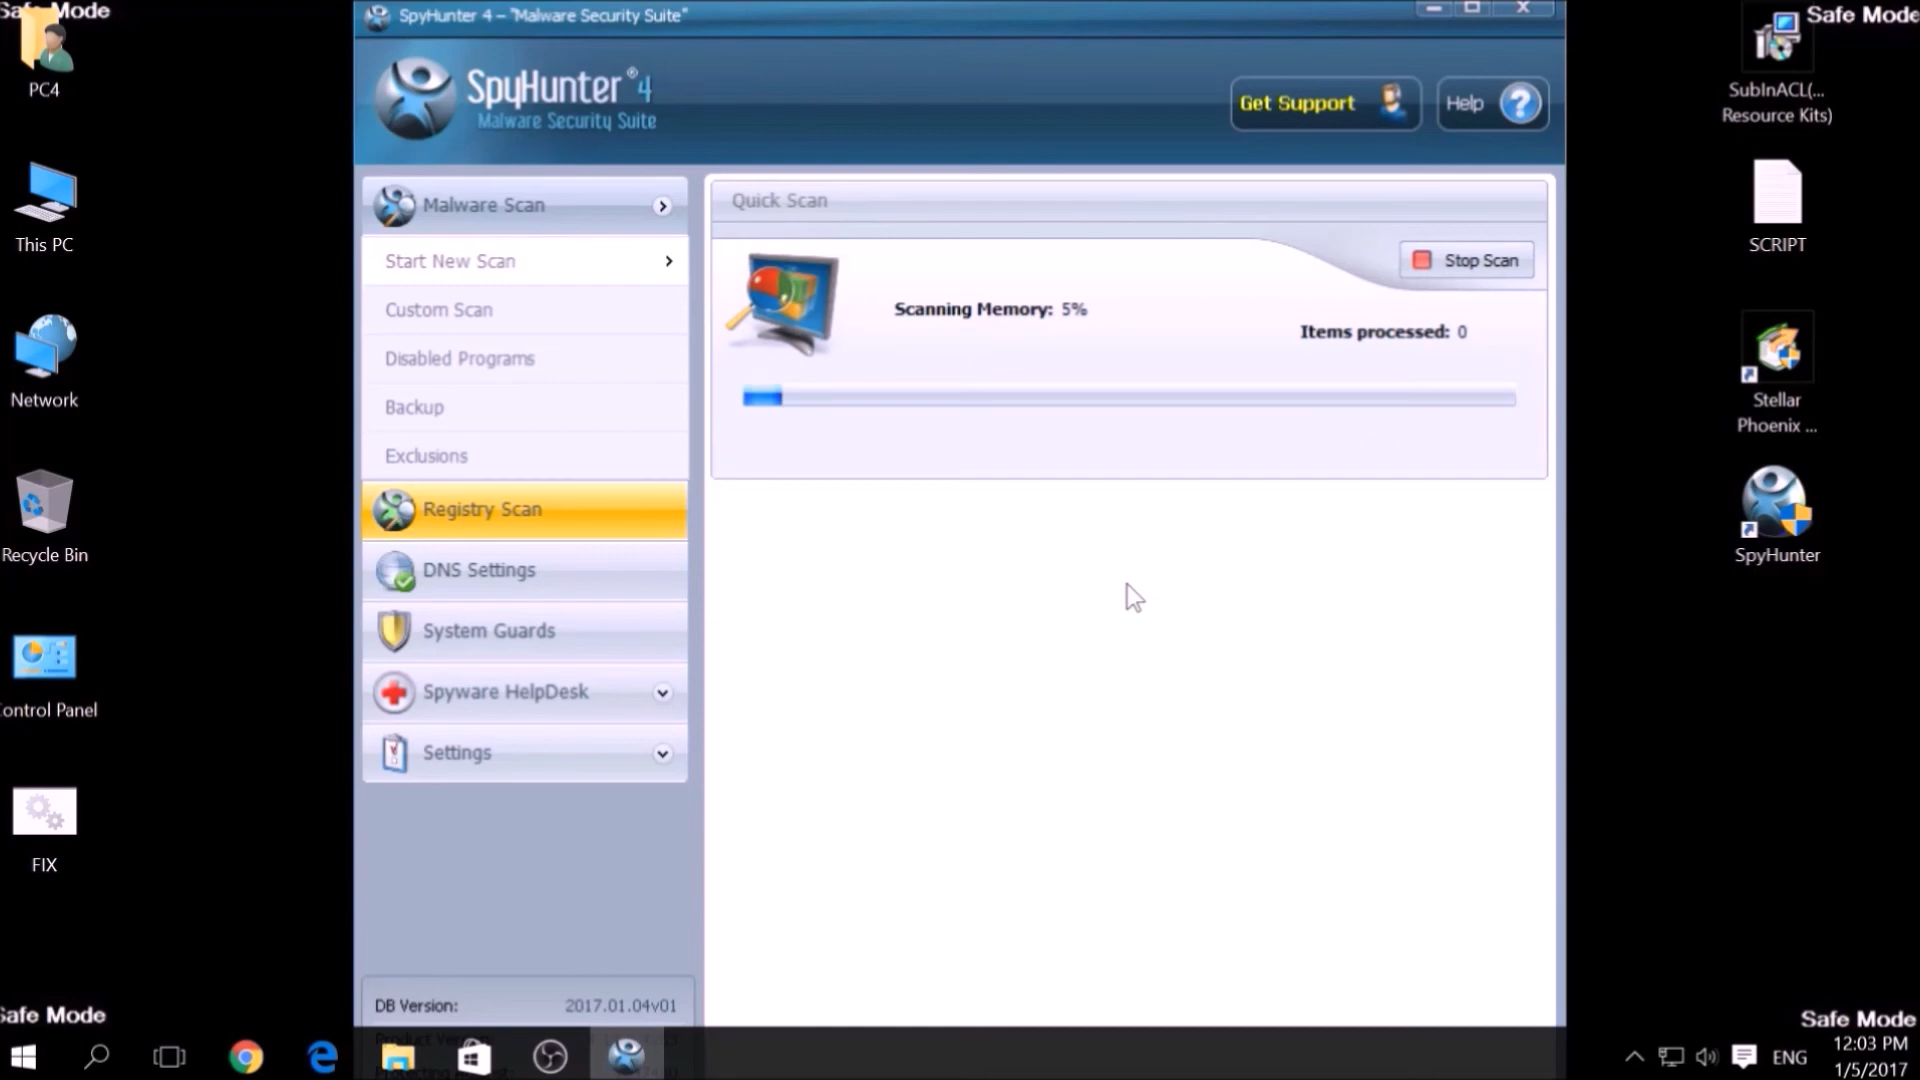 Safe Mode
PC4
This PC
Network
Recycle Bin
Control Panel
FIX
Safe Mode
SpyHunter 4 – "Malware Security Suite"
SpyHunter® 4
Malware Security Suite
Get Support
Help
Malware Scan
Start New Scan
Custom Scan
Disabled Programs
Backup
Exclusions
Registry Scan
DNS Settings
System Guards
Spyware HelpDesk
Settings
DB Version: 2017.01.04v01
Quick Scan
Stop Scan
Scanning Memory: 5%
Items processed: 0
Safe Mode
SubInACL(...
Resource Kits)
SCRIPT
Stellar
Phoenix ...
SpyHunter
Safe Mode
ENG
12:03 PM
1/5/2017